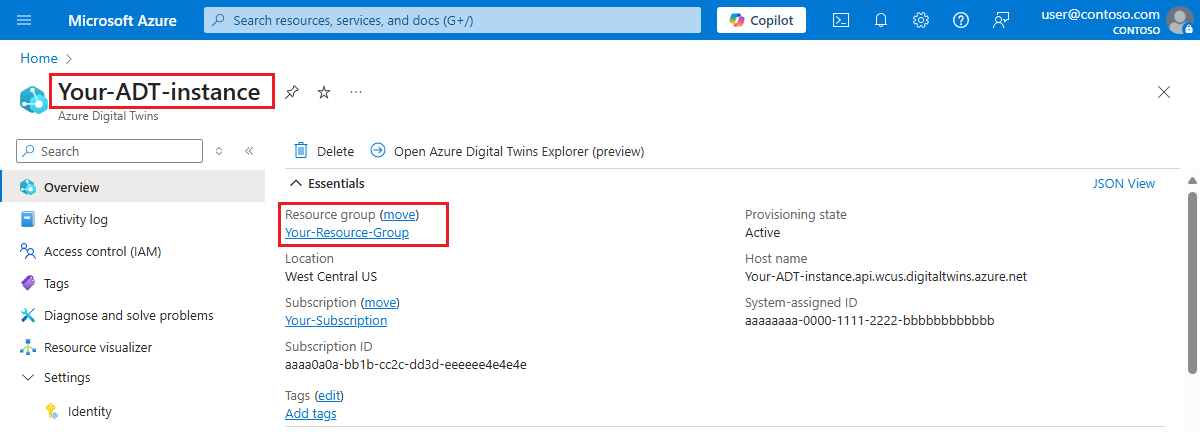 Microsoft Azure
Search resources, services, and docs (G+/)
Copilot
user@contoso.com
CONTOSO
Home
Your-ADT-instance
Azure Digital Twins
Search
Delete
Open Azure Digital Twins Explorer (preview)
Overview
Activity log
Access control (IAM)
Tags
Diagnose and solve problems
Resource visualizer
Settings
Identity
Essentials
JSON View
Resource group (move)
Your-Resource-Group
Location
West Central US
Subscription (move)
Your-Subscription
Subscription ID
aaaa0a0a-bb1b-cc2c-dd3d-eeeeee4e4e4e
Tags (edit)
Add tags
Provisioning state
Active
Host name
Your-ADT-instance.api.wcus.digitaltwins.azure.net
System-assigned ID
aaaaaaaa-0000-1111-2222-bbbbbbbbbbbb